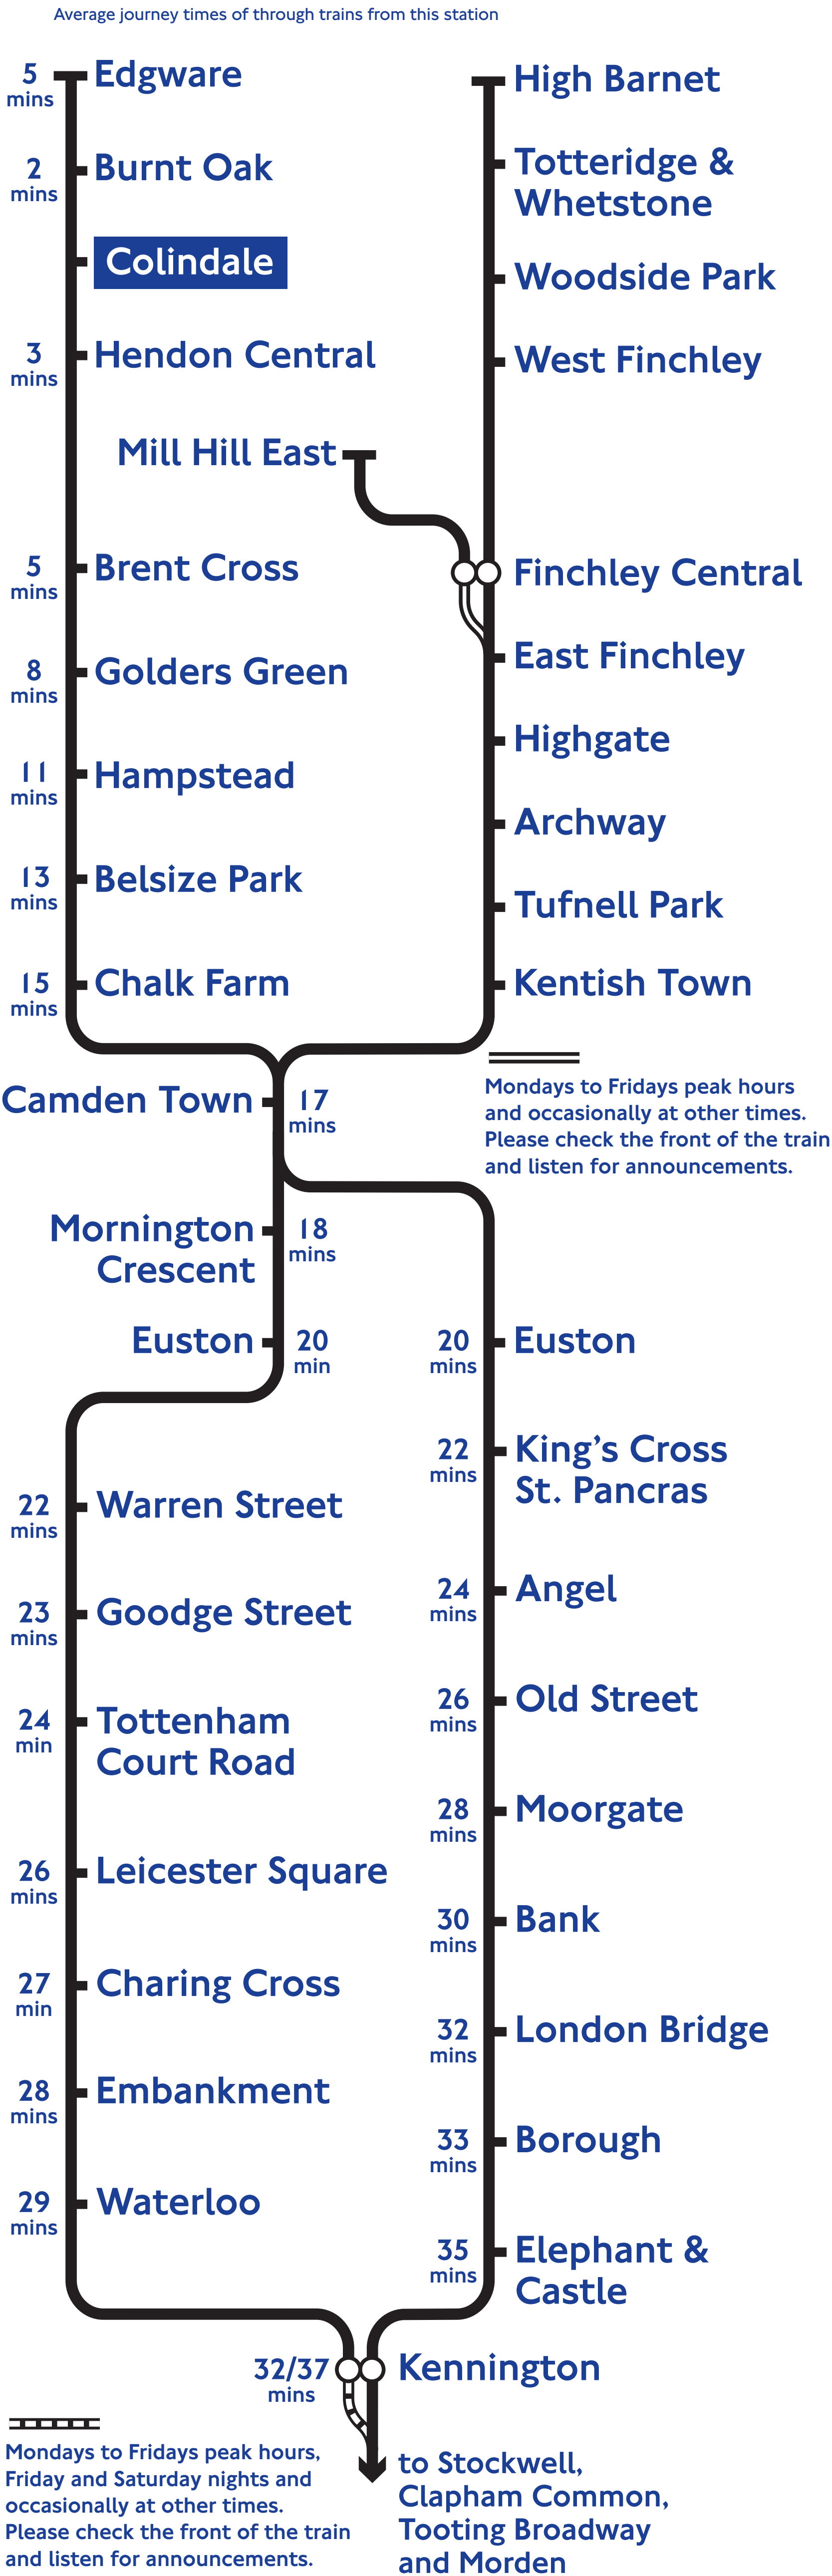 Average journey times of through trains from this station
5
mins
Edgware
2
mins
Burnt Oak
Colindale
3
mins
Hendon Central
Mill Hill East
5
mins
Brent Cross
8
mins
Golders Green
11
mins
Hampstead
13
mins
Belsize Park
15
mins
Chalk Farm
High Barnet
Totteridge &
Whetstone
Woodside Park
West Finchley
Finchley Central
East Finchley
Highgate
Archway
Tufnell Park
Kentish Town
Mondays to Fridays peak hours
and occasionally at other times.
Please check the front of the train
and listen for announcements.
Camden Town
17
mins
Mornington
Crescent
18
mins
Euston
20
min
22
mins
Warren Street
23
mins
Goodge Street
24
min
Tottenham
Court Road
26
mins
Leicester Square
27
min
Charing Cross
28
mins
Embankment
29
mins
Waterloo
20
mins
Euston
22
mins
King's Cross
St. Pancras
24
mins
Angel
26
mins
Old Street
28
mins
Moorgate
30
mins
Bank
32
mins
London Bridge
33
mins
Borough
35
mins
Elephant &
Castle
32/37
mins
Kennington
Mondays to Fridays peak hours,
Friday and Saturday nights and
occasionally at other times.
Please check the front of the train
and listen for announcements.
to Stockwell,
Clapham Common,
Tooting Broadway
and Morden